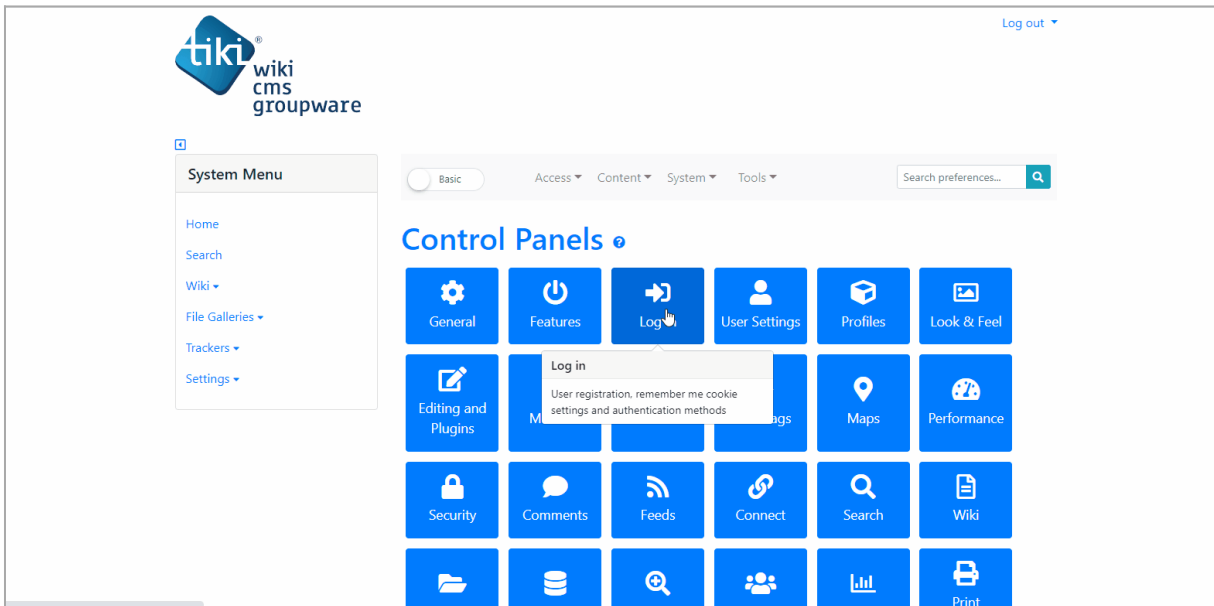 Log out
tiki®
wiki
cms
groupware
System Menu
Basic
Access
Content
System
Tools
Search preferences...
Home
Search
Wiki
File Galleries
Trackers
Settings
Control Panels
General
Features
Log in
User Settings
Profiles
Look & Feel
Log in
User registration, remember me cookie
settings and authentication methods
Editing and
Plugins
Maps
Performance
Security
Comments
Feeds
Connect
Search
Wiki
Print